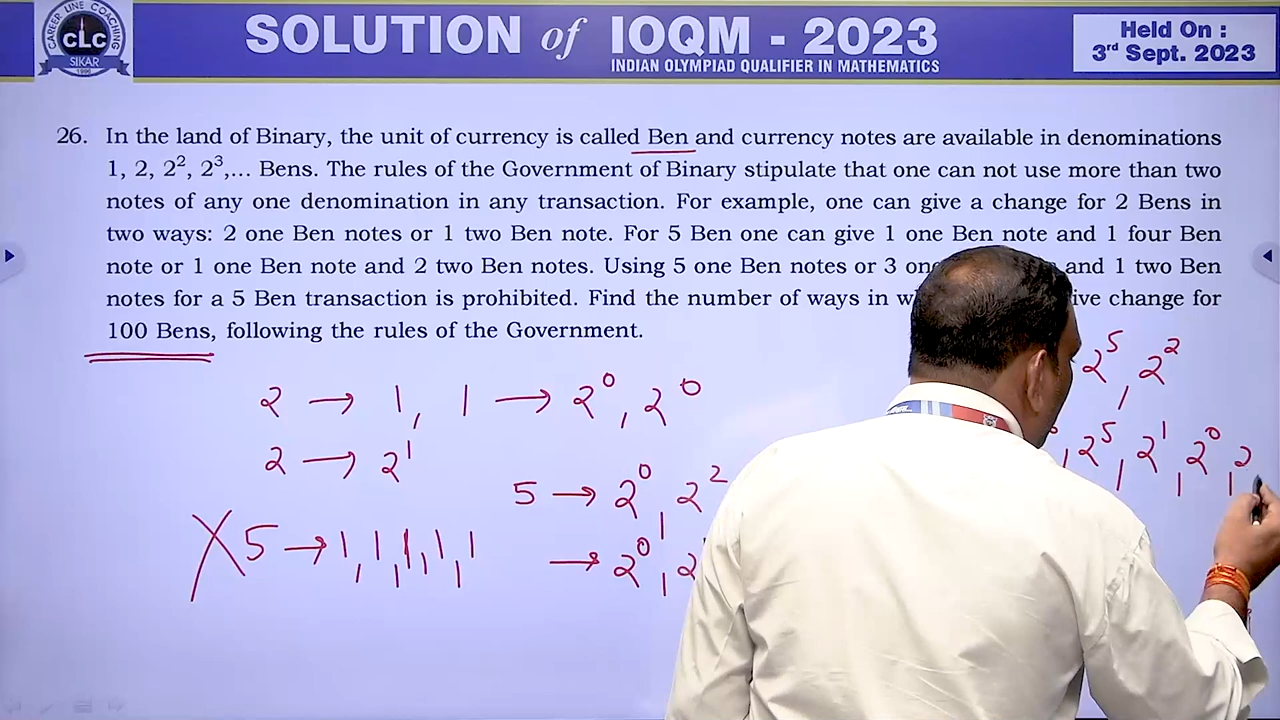 CAREER LINE COACHING
CLC
SIKAR
1996
SOLUTION of IOQM - 2023
INDIAN OLYMPIAD QUALIFIER IN MATHEMATICS
Held On :
3rd Sept. 2023
26. In the land of Binary, the unit of currency is called Ben and currency notes are available in denominations
1, 2, 2², 2³,... Bens. The rules of the Government of Binary stipulate that one can not use more than two
notes of any one denomination in any transaction. For example, one can give a change for 2 Bens in
two ways: 2 one Ben notes or 1 two Ben note. For 5 Ben one can give 1 one Ben note and 1 four Ben
note or 1 one Ben note and 2 two Ben notes. Using 5 one Ben notes or 3 and 1 two Ben
notes for a 5 Ben transaction is prohibited. Find the number of ways in change for
100 Bens, following the rules of the Government.
2 → 1, 1 → 2⁰, 2⁰
2 → 2¹
5 → 2⁰, 2²
→ 2⁰, 2
X 5 → 1, 1, 1, 1, 1
2⁵, 2²
, 2⁵, 2¹, 2⁰, 2